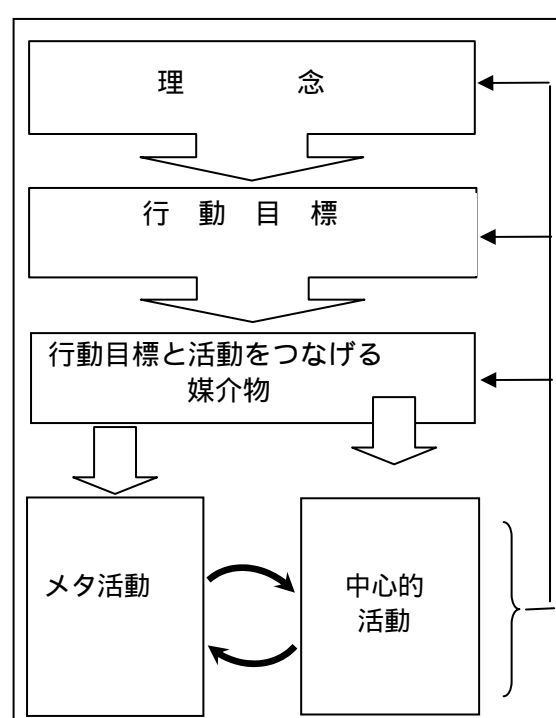 理　念
行　動　目　標
行動目標と活動をつなげる
媒介物
メタ活動
中心的
活動